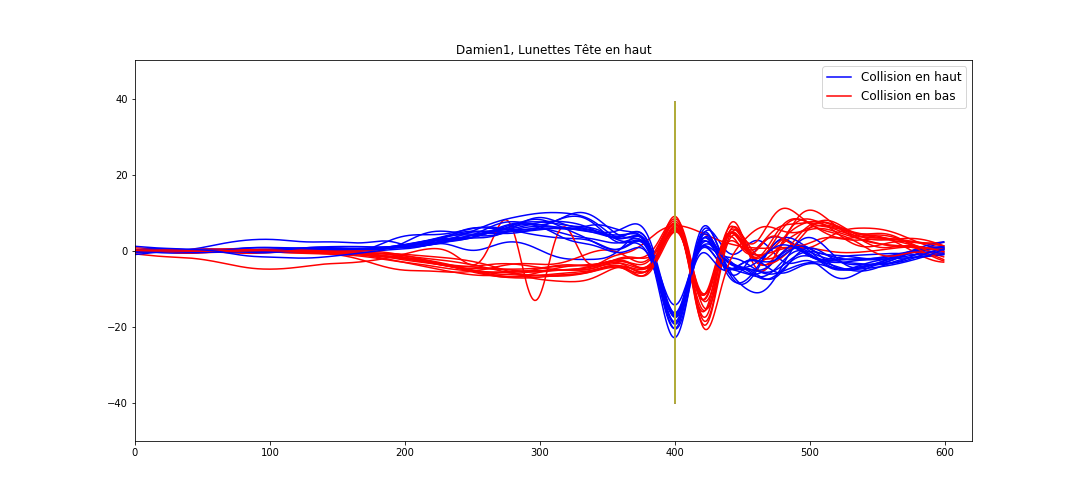 Damien1, Lunettes Tête en haut
Collision en haut
Collision en bas
40
20
0
−20
−40
0 100 200 300 400 500 600